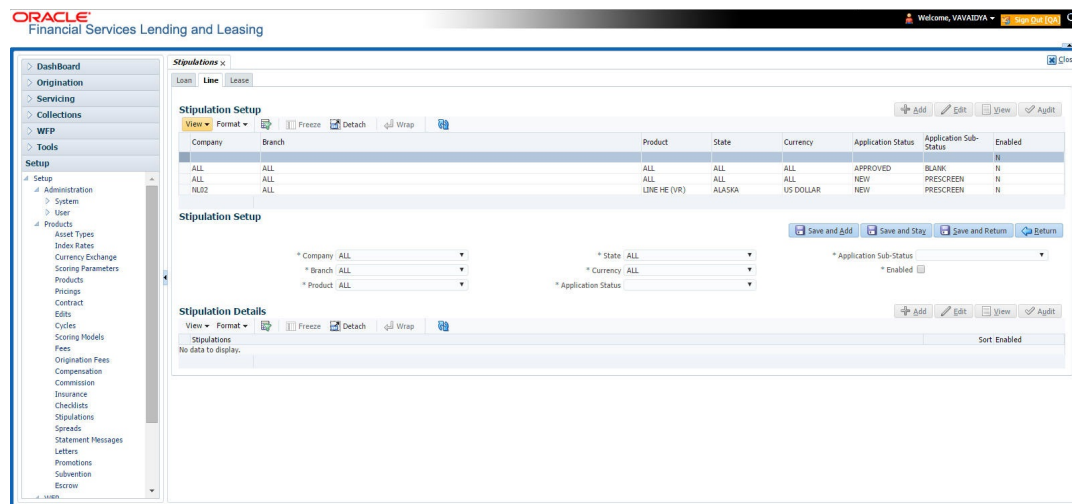 ORACLE®
Financial Services Lending and Leasing
Welcome, VAVAIDYA
Sign Out [QA]
DashBoard
Origination
Servicing
Collections
WFP
Tools
Setup
Setup
Administration
System
User
Products
Asset Types
Index Rates
Currency Exchange
Scoring Parameters
Products
Pricings
Contract
Edits
Cycles
Scoring Models
Fees
Origination Fees
Compensation
Commission
Insurance
Checklists
Stipulations
Spreads
Statement Messages
Letters
Promotions
Subvention
Escrow
WFP
Stipulations x
Clos
Loan Line Lease
Stipulation Setup
Add Edit View Audit
View Format Freeze Detach Wrap
Company Branch Product State Currency Application Status Application Sub-Status Enabled
N
ALL ALL ALL ALL ALL APPROVED BLANK N
ALL ALL ALL ALL ALL NEW PRESCREEN N
NL02 ALL LINE HE (VR) ALASKA US DOLLAR NEW PRESCREEN N
Stipulation Setup
Save and Add Save and Stay Save and Return Return
* Company ALL * State ALL * Application Sub-Status
* Branch ALL * Currency ALL * Enabled
* Product ALL * Application Status
Stipulation Details
Add Edit View Audit
View Format Freeze Detach Wrap
Stipulations Sort Enabled
No data to display.